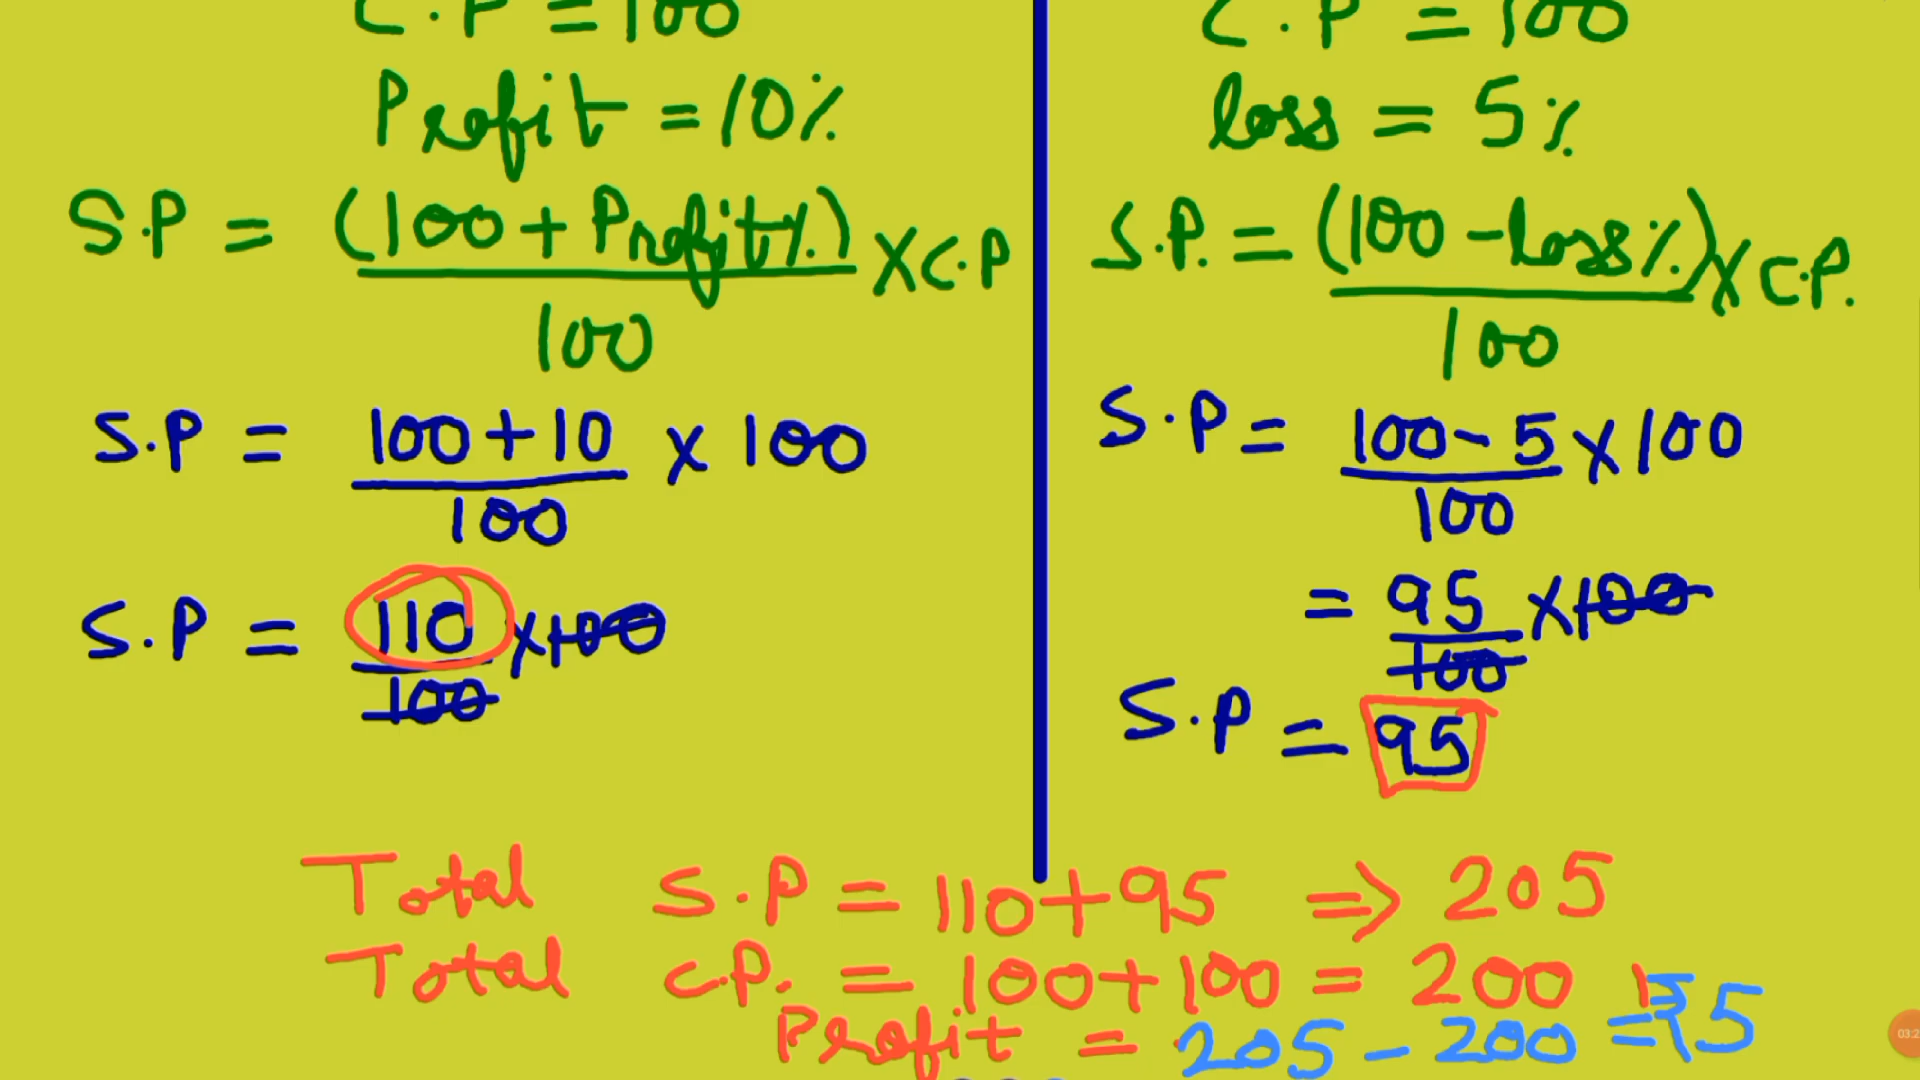 C.P = 100
Profit = 10%
S.P = (100 + Profit%) / 100 X C.P
S.P = 100 + 10 / 100 X 100
S.P = 110 / 100 X 100
C.P = 100
loss = 5%
S.P. = (100 - loss%) / 100 X C.P.
S.P = 100 - 5 / 100 X 100
= 95 / 100 X 100
S.P = 95
Total S.P = 110 + 95 => 205
Total C.P. = 100 + 100 = 200
Profit = 205 - 200 = ₹5